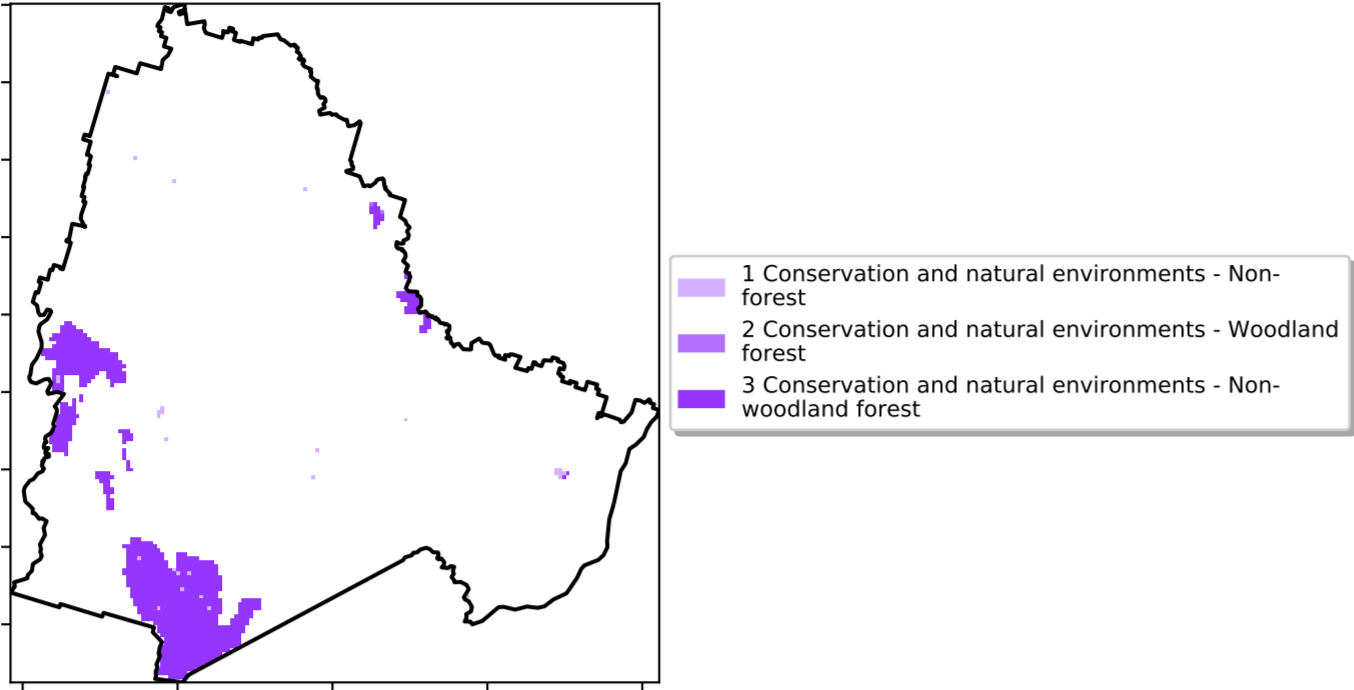 1 Conservation and natural environments - Non-
forest
2 Conservation and natural environments - Woodland
forest
3 Conservation and natural environments - Non-
woodland forest